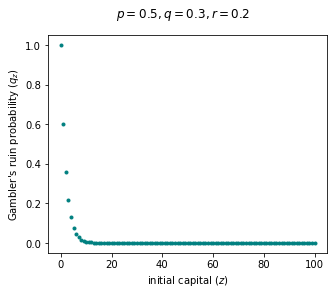 p = 0.5, q = 0.3, r = 0.2
1.0
0.8
0.6
0.4
0.2
0.0
Gambler's ruin probability (q_z)
0 20 40 60 80 100
initial capital (z)